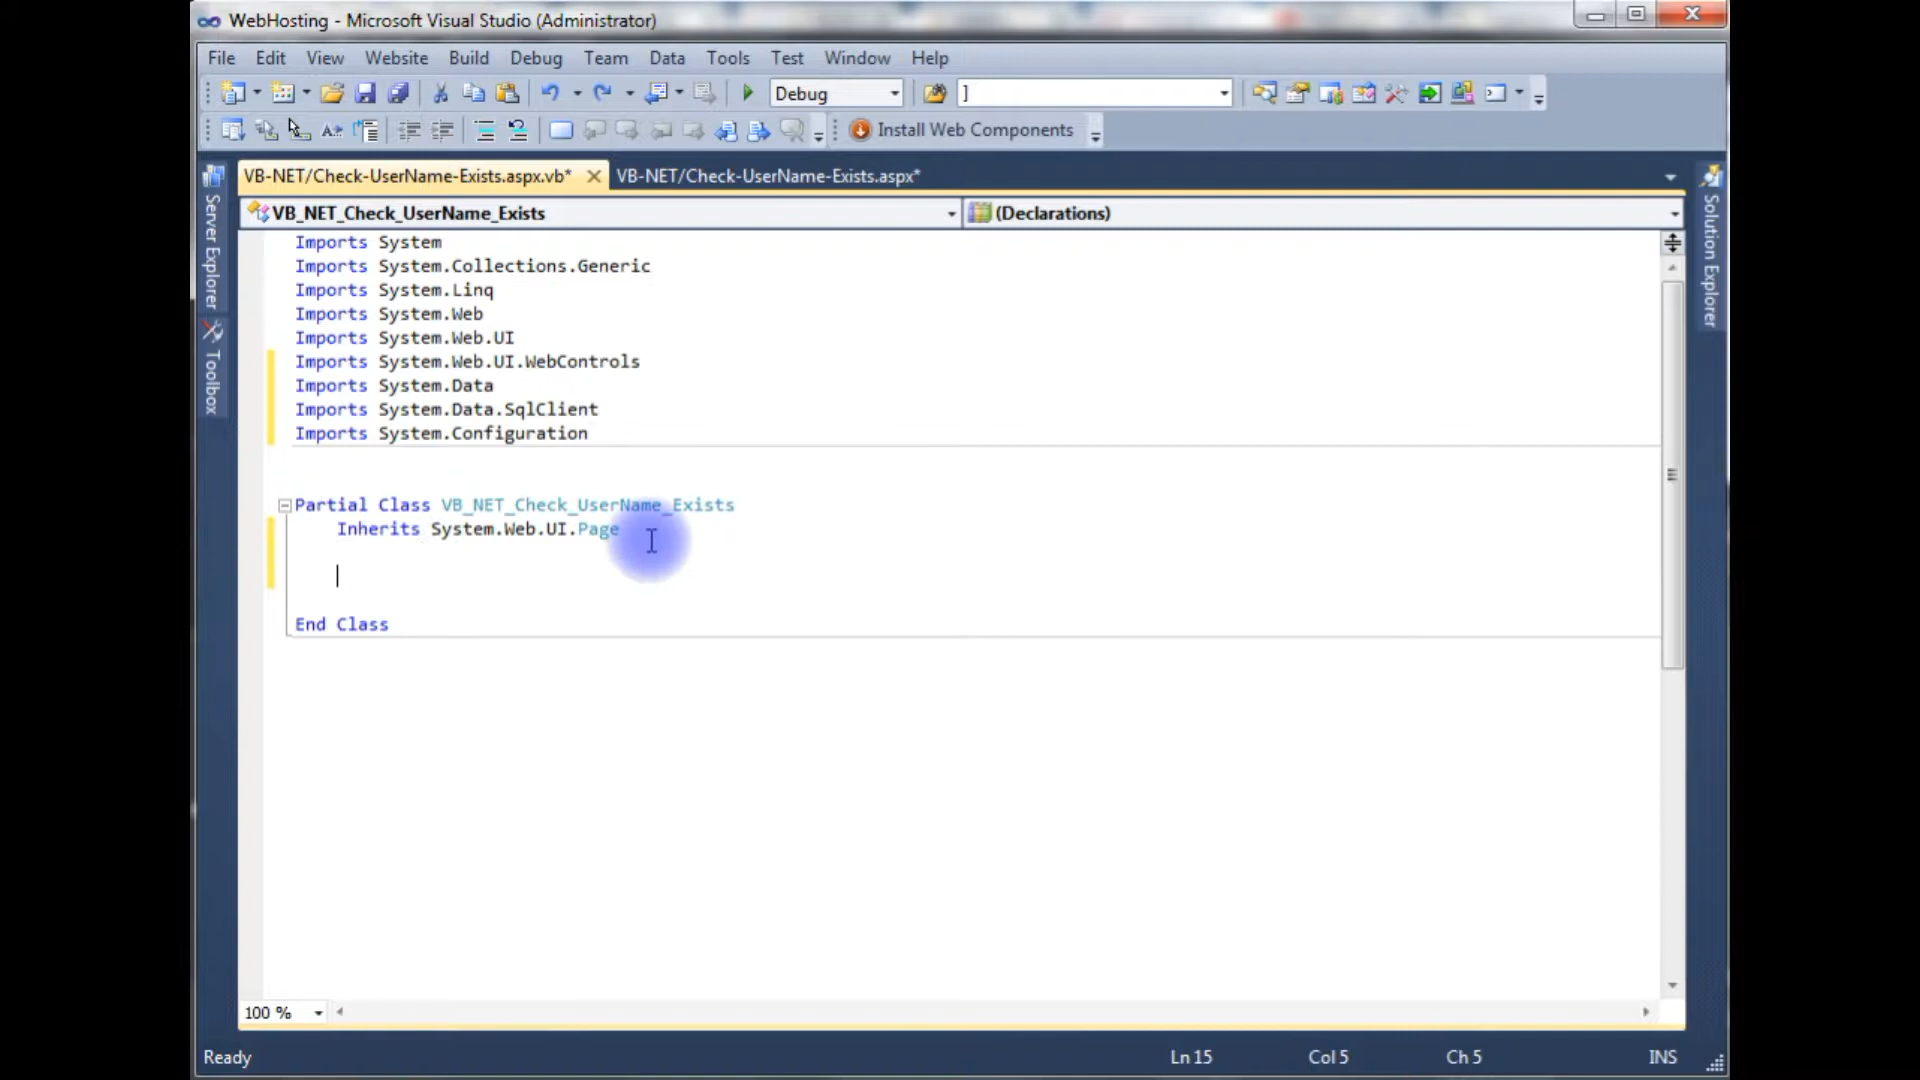 WebHosting - Microsoft Visual Studio (Administrator)
File Edit View Website Build Debug Team Data Tools Test Window Help
Debug ]
Install Web Components
VB-NET/Check-UserName-Exists.aspx.vb* VB-NET/Check-UserName-Exists.aspx*
VB_NET_Check_UserName_Exists (Declarations)
Server Explorer
Toolbox
Solution Explorer
Imports System
Imports System.Collections.Generic
Imports System.Linq
Imports System.Web
Imports System.Web.UI
Imports System.Web.UI.WebControls
Imports System.Data
Imports System.Data.SqlClient
Imports System.Configuration
Partial Class VB_NET_Check_UserName_Exists
Inherits System.Web.UI.Page
End Class
100 %
Ready Ln 15 Col 5 Ch 5 INS